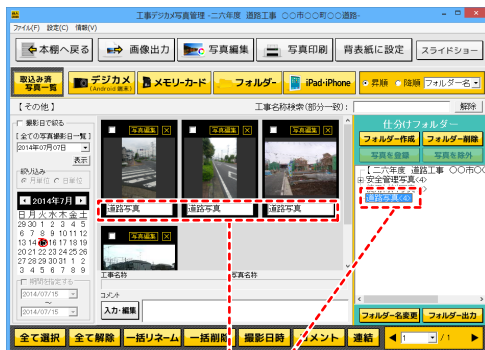 工事デジカメ写真管理 -二六年度 道路工事 ○○市○○町○○道路-
ファイル(F) 設定(C) 情報(V)
本棚へ戻る 画像出力 写真編集 写真印刷 背表紙に設定 スライドショー
取込み済 写真一覧 デジカメ (Android 端末) メモリーカード フォルダー iPad・iPhone 昇順 降順 フォルダー名
【その他】 工事名称検索(部分一致): 解除
撮影日で絞る
【全ての写真撮影日一覧】
2014年07月07日
表示
絞り込み
月単位 日単位
2014年7月
日 月 火 水 木 金 土
29 30 1 2 3 4 5
6 7 8 9 10 11 12
13 14 15 16 17 18 19
20 21 22 23 24 25 26
27 28 29 30 31 1 2
3 4 5 6 7 8 9
期間を指定する
2014/07/15
～
2014/07/15
写真編集 写真編集 写真編集
道路写真 道路写真 道路写真
写真編集
工事名称 写真名称
コメント
入力・編集
仕分けフォルダー
フォルダー作成 フォルダー削除
写真を登録 写真を除外
【二六年度 道路工事 ○○市○○
安全管理写真<4>
道路写真<4>
フォルダー名変更 フォルダー出力
全て選択 全て解除 一括リネーム 一括削除 撮影日時 コメント 連結 1 / 1